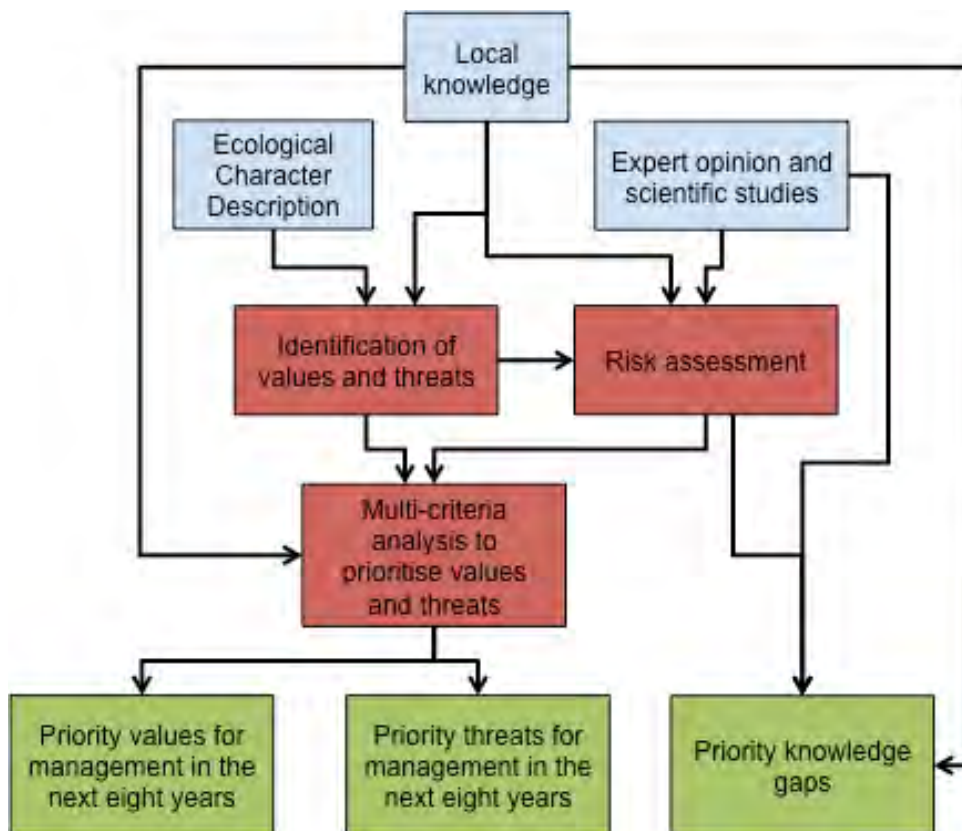 Local
knowledge
Ecological
Character
Description
Expert opinion and
scientific studies
Identification of
values and threats
Risk assessment
Multi-criteria
analysis to
prioritise values
and threats
Priority values for
management in the
next eight years
Priority threats for
management in the
next eight years
Priority knowledge
gaps